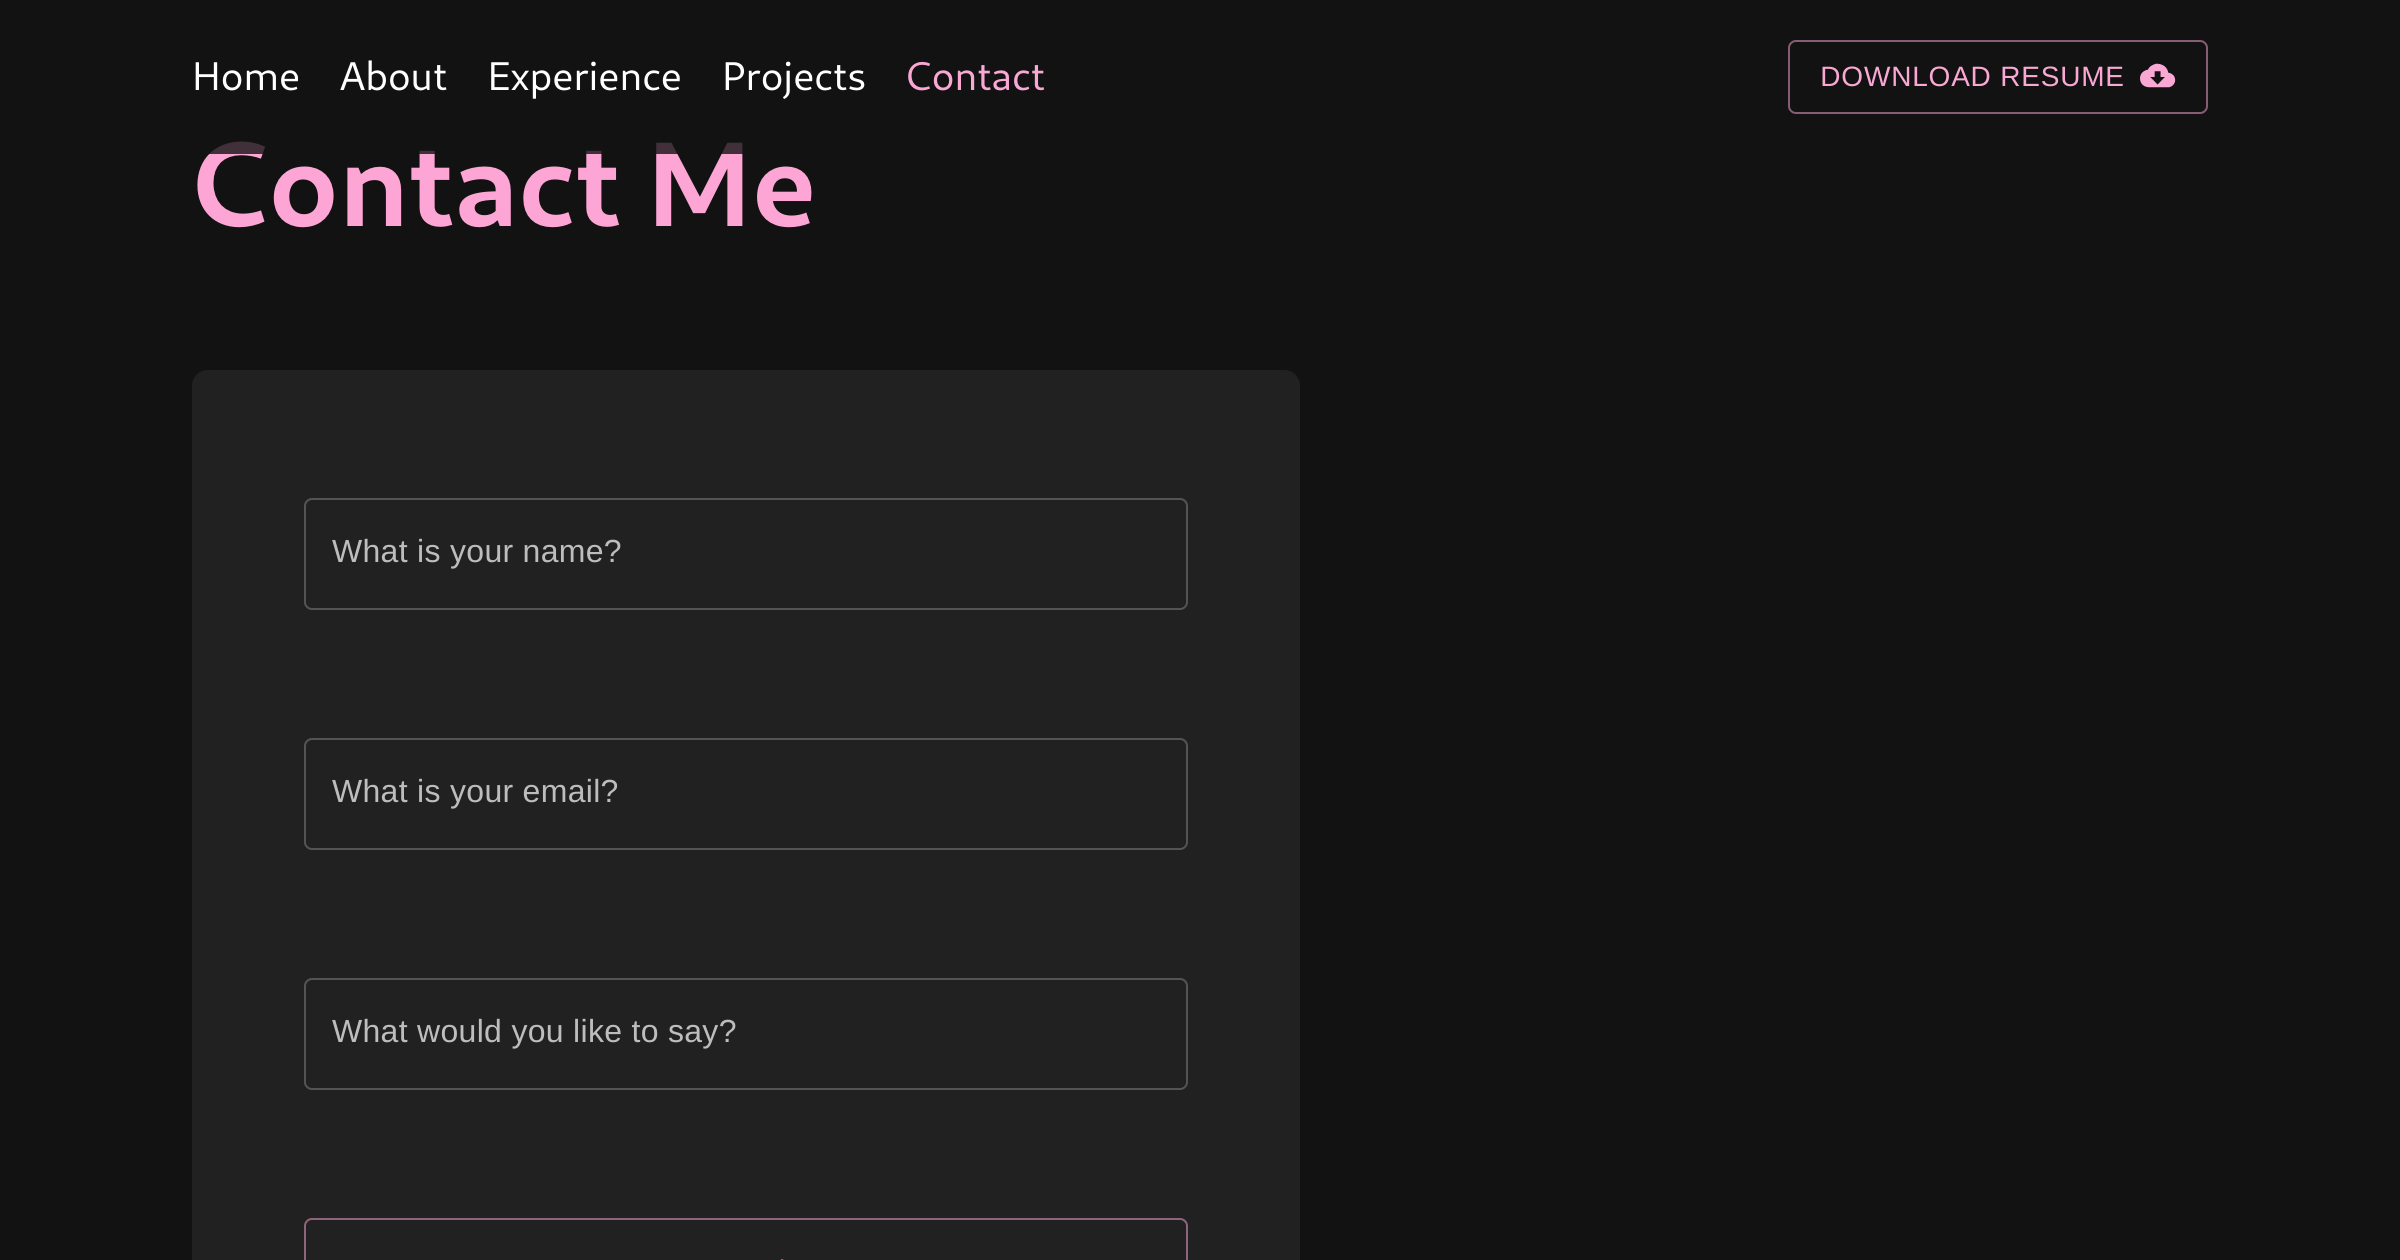 Home About Experience Projects Contact DOWNLOAD RESUME
Contact Me
What is your name?
What is your email?
What would you like to say?